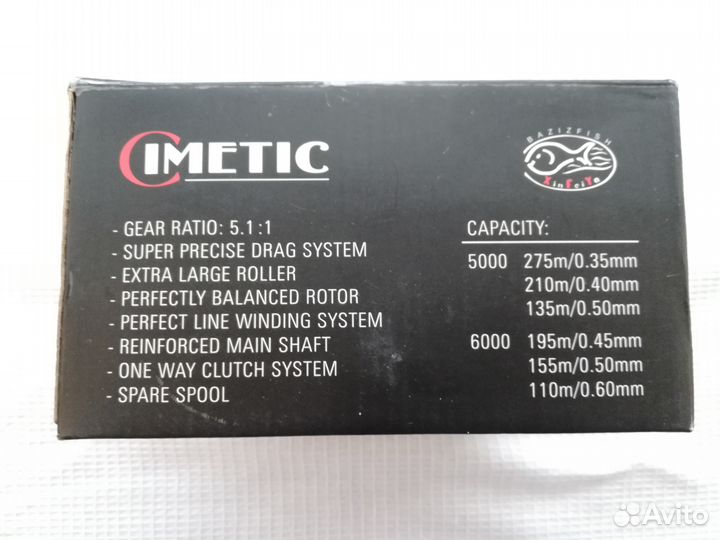 CIMETIC
BAZIZFISH
XinFeiYa
- GEAR RATIO: 5.1:1
- SUPER PRECISE DRAG SYSTEM
- EXTRA LARGE ROLLER
- PERFECTLY BALANCED ROTOR
- PERFECT LINE WINDING SYSTEM
- REINFORCED MAIN SHAFT
- ONE WAY CLUTCH SYSTEM
- SPARE SPOOL
CAPACITY:
5000 275m/0.35mm
210m/0.40mm
135m/0.50mm
6000 195m/0.45mm
155m/0.50mm
110m/0.60mm
Avito